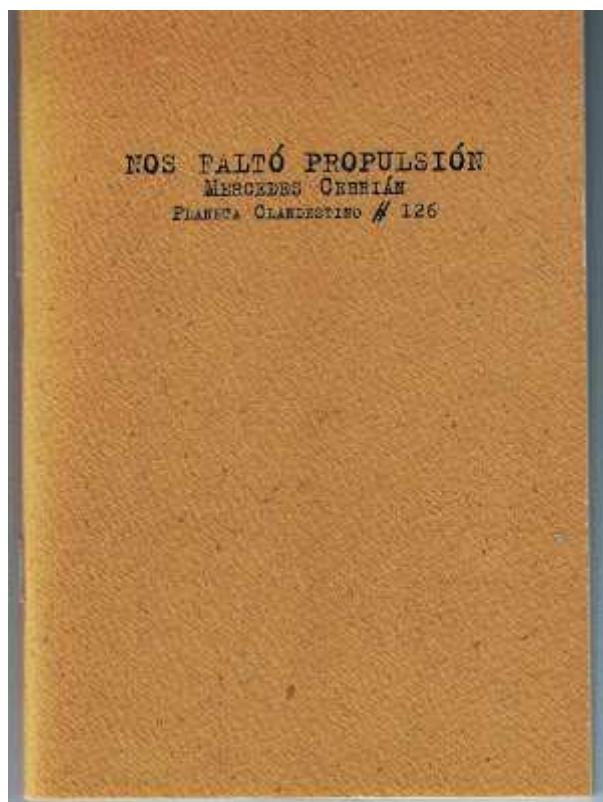 NOS FALTÓ PROPULSIÓN
MERCEDES CEBRIÁN
PLANETA CLANDESTINO # 126